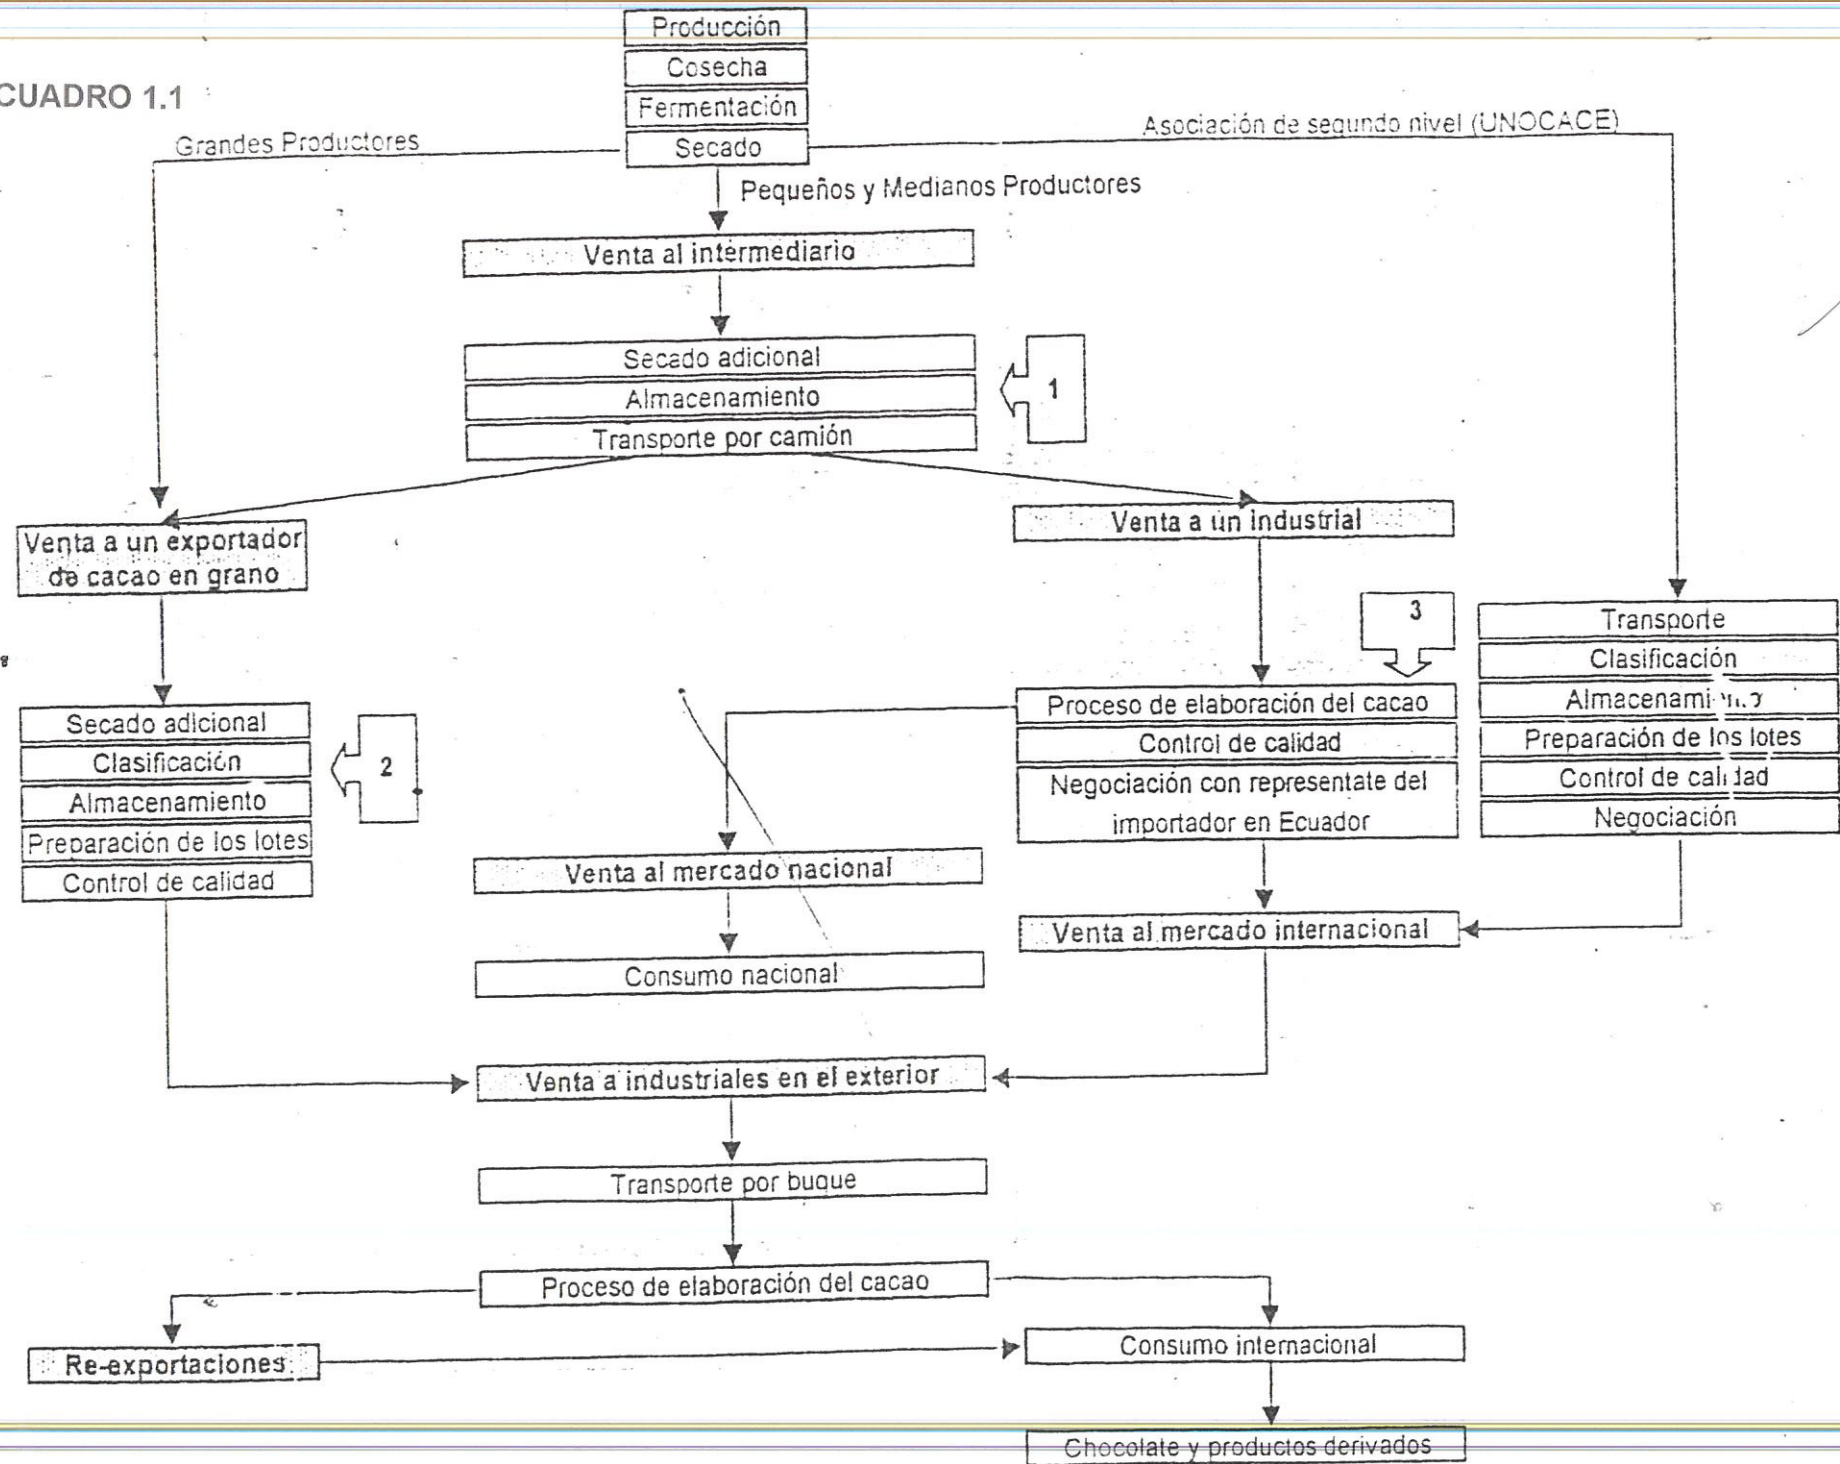 Producción
Cosecha
CUADRO 1.1
Fermentación
Secado
Grandes Productores
Asociación de segundo nivel (UNOCACE)
Pequeños y Medianos Productores
Venta al intermediario
Secado adicional
Almacenamiento
Transporte por camión
1
Venta a un exportador
de cacao en grano
Venta a un industrial
3
Transporte
Clasificación
Almacenami
Preparación de los lotes
Control de calidad
Negociación
Proceso de elaboración del cacao
Control de calidad
Negociación con representate del
importador en Ecuador
Secado adicional
Clasificación
Almacenamiento
Preparación de los lotes
Control de calidad
2
Venta al mercado nacional
Consumo nacional
Venta al mercado internacional
Venta a industriales en el exterior
Transporte por buque
Proceso de elaboración del cacao
Re-exportaciones
Consumo internacional
Chocolate y productos derivados